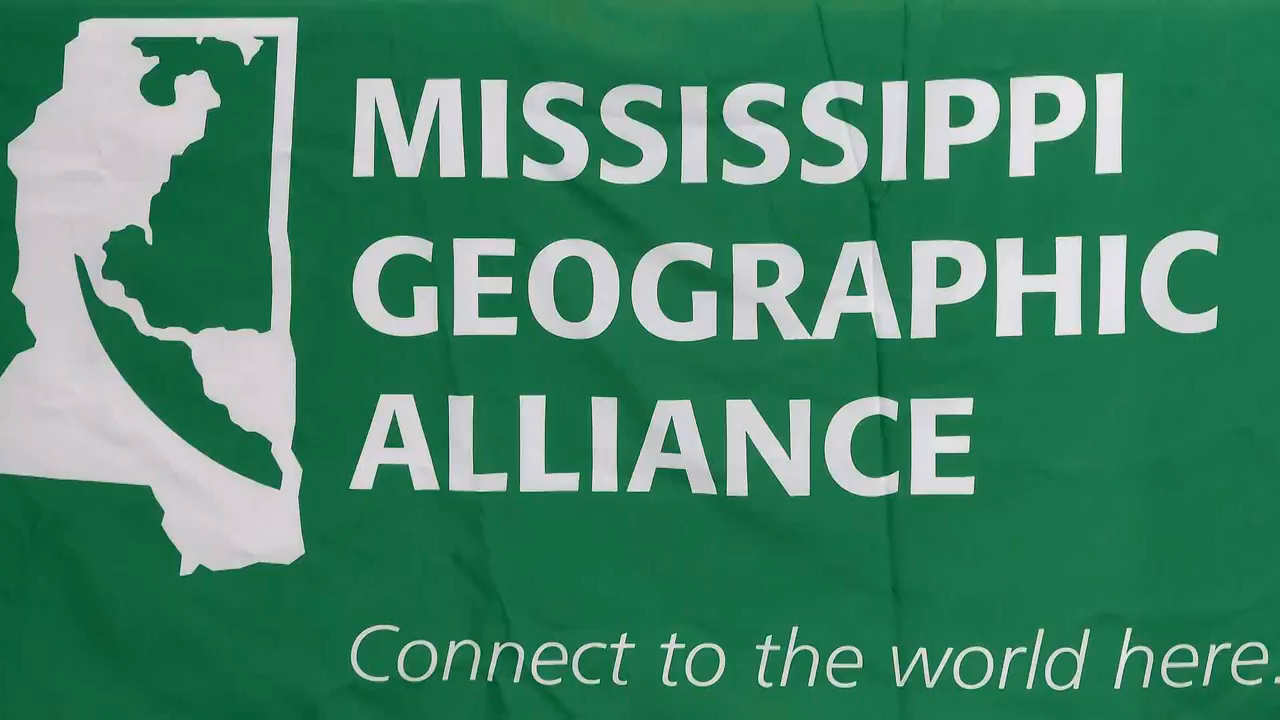 MISSISSIPPI
GEOGRAPHIC
ALLIANCE
Connect to the world here.